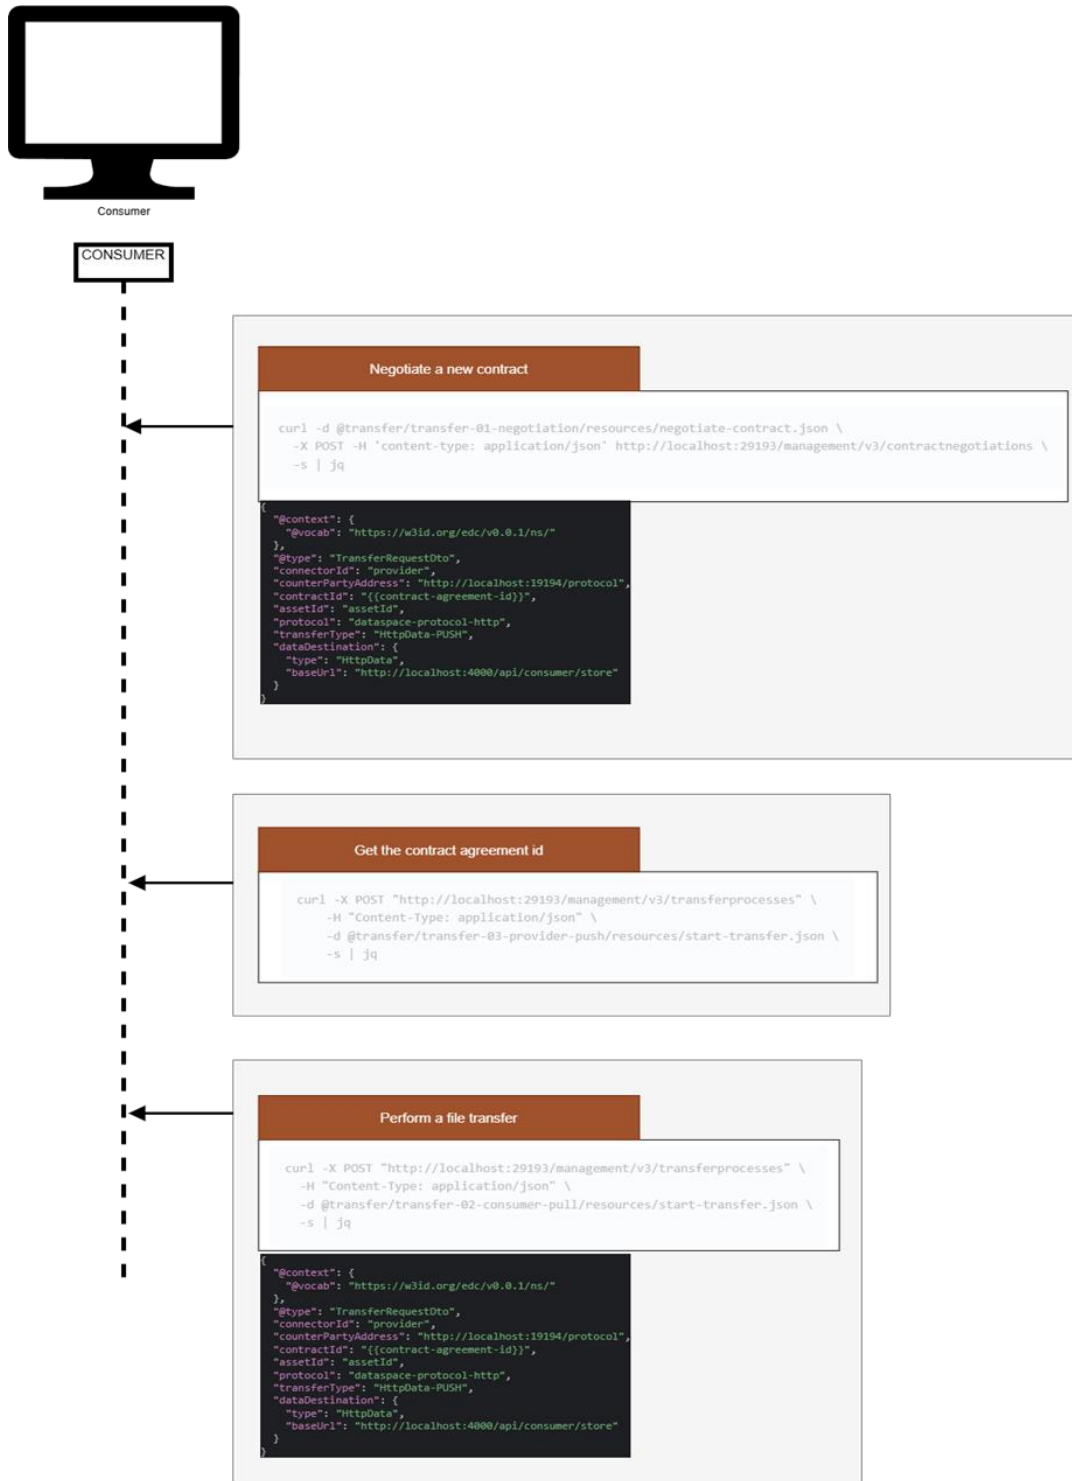 Consumer
CONSUMER
Negotiate a new contract
curl -d @transfer/transfer-01-negotiation/resources/negotiate-contract.json \
-X POST -H 'content-type: application/json' http://localhost:29193/management/v3/contractnegotiations \
-s | jq
{
"@context": {
"@vocab": "https://w3id.org/edc/v0.0.1/ns/"
},
"@type": "TransferRequestDto",
"connectorId": "provider",
"counterPartyAddress": "http://localhost:19194/protocol",
"contractId": "{{contract-agreement-id}}",
"assetId": "assetId",
"protocol": "dataspace-protocol-http",
"transferType": "HttpData-PUSH",
"dataDestination": {
"type": "HttpData",
"baseUrl": "http://localhost:4000/api/consumer/store"
}
}
Get the contract agreement id
curl -X POST "http://localhost:29193/management/v3/transferprocesses" \
-H "Content-Type: application/json" \
-d @transfer/transfer-03-provider-push/resources/start-transfer.json \
-s | jq
Perform a file transfer
curl -X POST "http://localhost:29193/management/v3/transferprocesses" \
-H "Content-Type: application/json" \
-d @transfer/transfer-02-consumer-pull/resources/start-transfer.json \
-s | jq
{
"@context": {
"@vocab": "https://w3id.org/edc/v0.0.1/ns/"
},
"@type": "TransferRequestDto",
"connectorId": "provider",
"counterPartyAddress": "http://localhost:19194/protocol",
"contractId": "{{contract-agreement-id}}",
"assetId": "assetId",
"protocol": "dataspace-protocol-http",
"transferType": "HttpData-PUSH",
"dataDestination": {
"type": "HttpData",
"baseUrl": "http://localhost:4000/api/consumer/store"
}
}